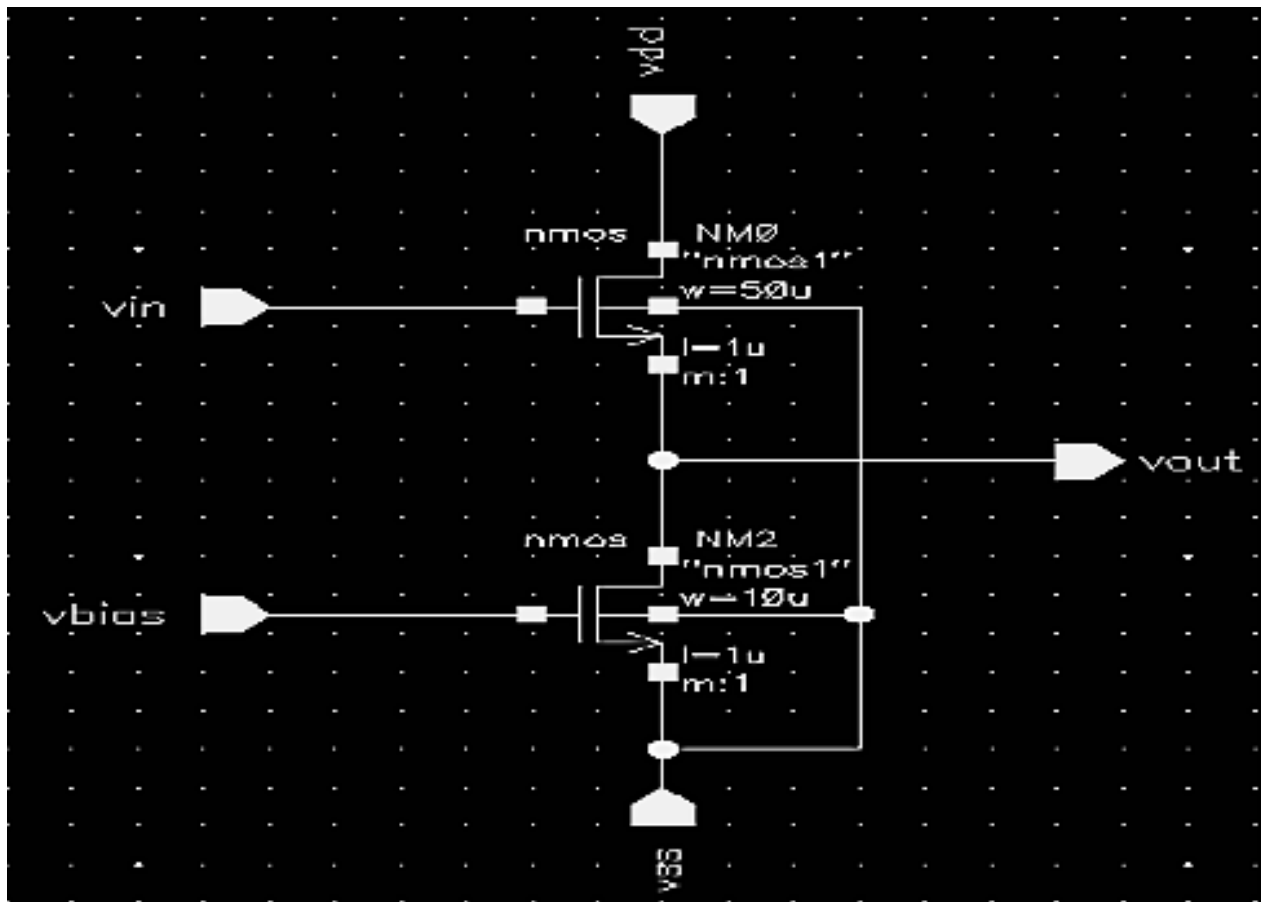 vdd
nmos NM0
"nmos1"
w=50u
vin
l=1u
m:1
vout
nmos NM2
"nmos1"
w=10u
vbias
l=1u
m:1
vss